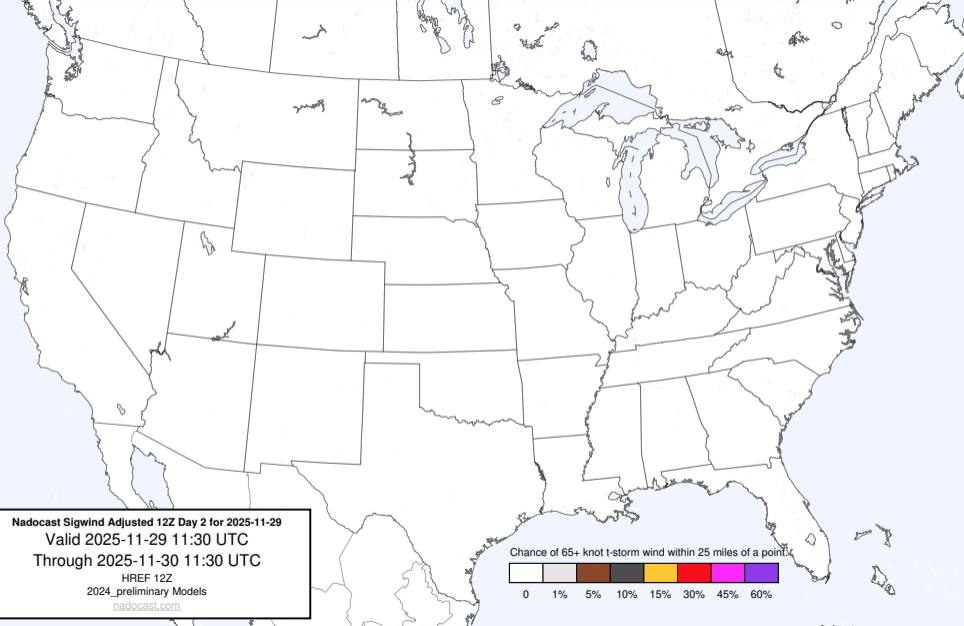 Nadocast Sigwind Adjusted 12Z Day 2 for 2025-11-29
Valid 2025-11-29 11:30 UTC
Through 2025-11-30 11:30 UTC
HREF 12Z
2024_preliminary Models
nadocast.com
Chance of 65+ knot t-storm wind within 25 miles of a point.
0 1% 5% 10% 15% 30% 45% 60%